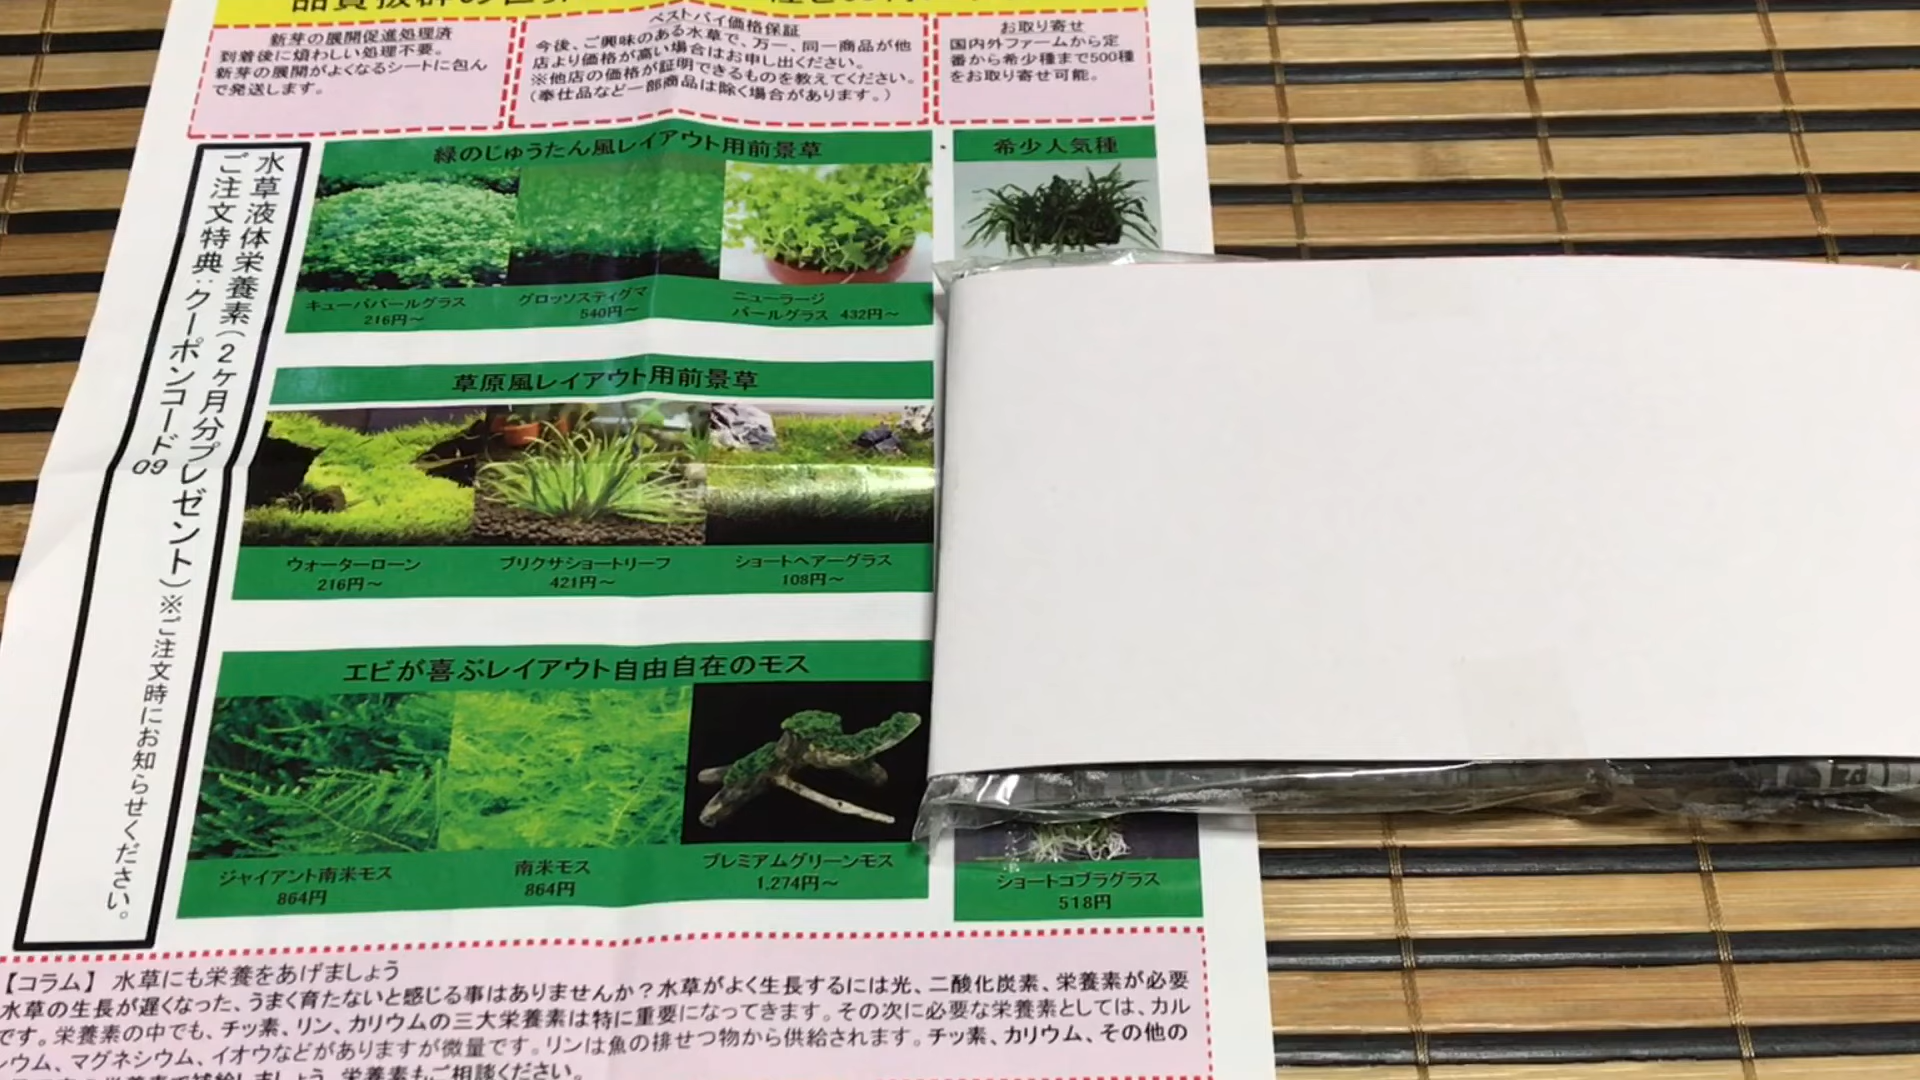 新芽の展開促進処理済
到着後に煩わしい処理不要。
新芽の展開がよくなるシートに包ん
で発送します。
ベストバイ価格保証
今後、ご興味のある水草で、万一、同一商品が他
店より価格が高い場合はお申し出ください。
※他店の価格が証明できるものを教えてください。
（奉仕品など一部商品は除く場合があります。）
お取り寄せ
国内外ファームから定
番から希少種まで500種
をお取り寄せ可能。
水草液体栄養素（2ヶ月分プレゼント）※ご注文時にお知らせください。
ご注文特典：クーポンコード09
緑のじゅうたん風レイアウト用前景草
キューバパールグラス
216円～
グロッソスティグマ
540円～
ニューラージ
パールグラス 432円～
希少人気種
草原風レイアウト用前景草
ウォーターローン
216円～
ブリクサショートリーフ
421円～
ショートヘアーグラス
108円～
エビが喜ぶレイアウト自由自在のモス
ジャイアント南米モス
864円
南米モス
864円
プレミアムグリーンモス
1,274円～
ショートコブラグラス
518円
【コラム】 水草にも栄養をあげましょう
水草の生長が遅くなった、うまく育たないと感じる事はありませんか？水草がよく生長するには光、二酸化炭素、栄養素が必要
です。栄養素の中でも、チッ素、リン、カリウムの三大栄養素は特に重要になってきます。その次に必要な栄養素としては、カル
シウム、マグネシウム、イオウなどがありますが微量です。リンは魚の排せつ物から供給されます。チッ素、カリウム、その他の
栄養素もご相談ください。